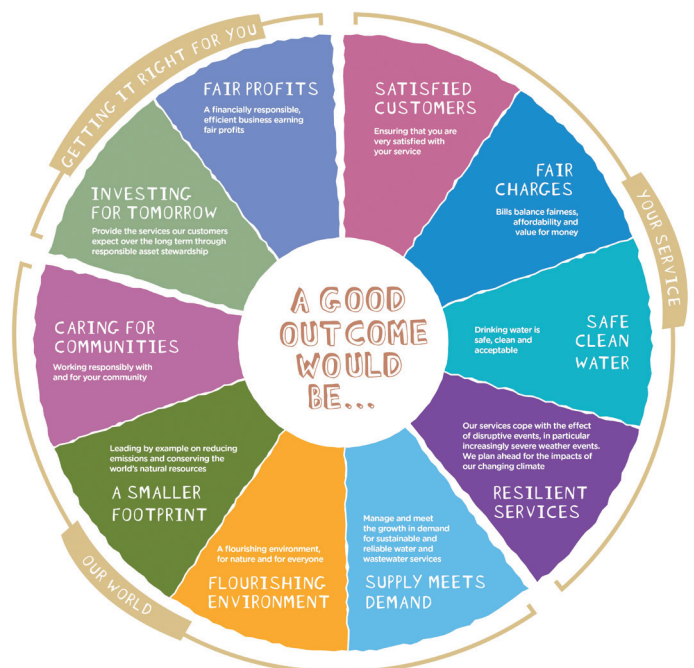 A GOOD
OUTCOME
WOULD
BE...
YOUR SERVICE
SATISFIED
CUSTOMERS
Ensuring that you are
very satisfied with
your service
FAIR
CHARGES
Bills balance fairness,
affordability and
value for money
SAFE
CLEAN
WATER
Drinking water is
safe, clean and
acceptable
Our services cope with the effect
of disruptive events, in particular
increasingly severe weather events.
We plan ahead for the impacts of
our changing climate
RESILIENT
SERVICES
OUR WORLD
Manage and meet
the growth in demand
for sustainable and
reliable water and
wastewater services
SUPPLY MEETS
DEMAND
A flourishing environment,
for nature and for everyone
FLOURISHING
ENVIRONMENT
Leading by example on reducing
emissions and conserving the
world's natural resources
A SMALLER
FOOTPRINT
CARING FOR
COMMUNITIES
Working responsibly with
and for your community
GETTING IT RIGHT FOR YOU
INVESTING
FOR TOMORROW
Provide the services our customers
expect over the long term through
responsible asset stewardship
FAIR PROFITS
A financially responsible,
efficient business earning
fair profits